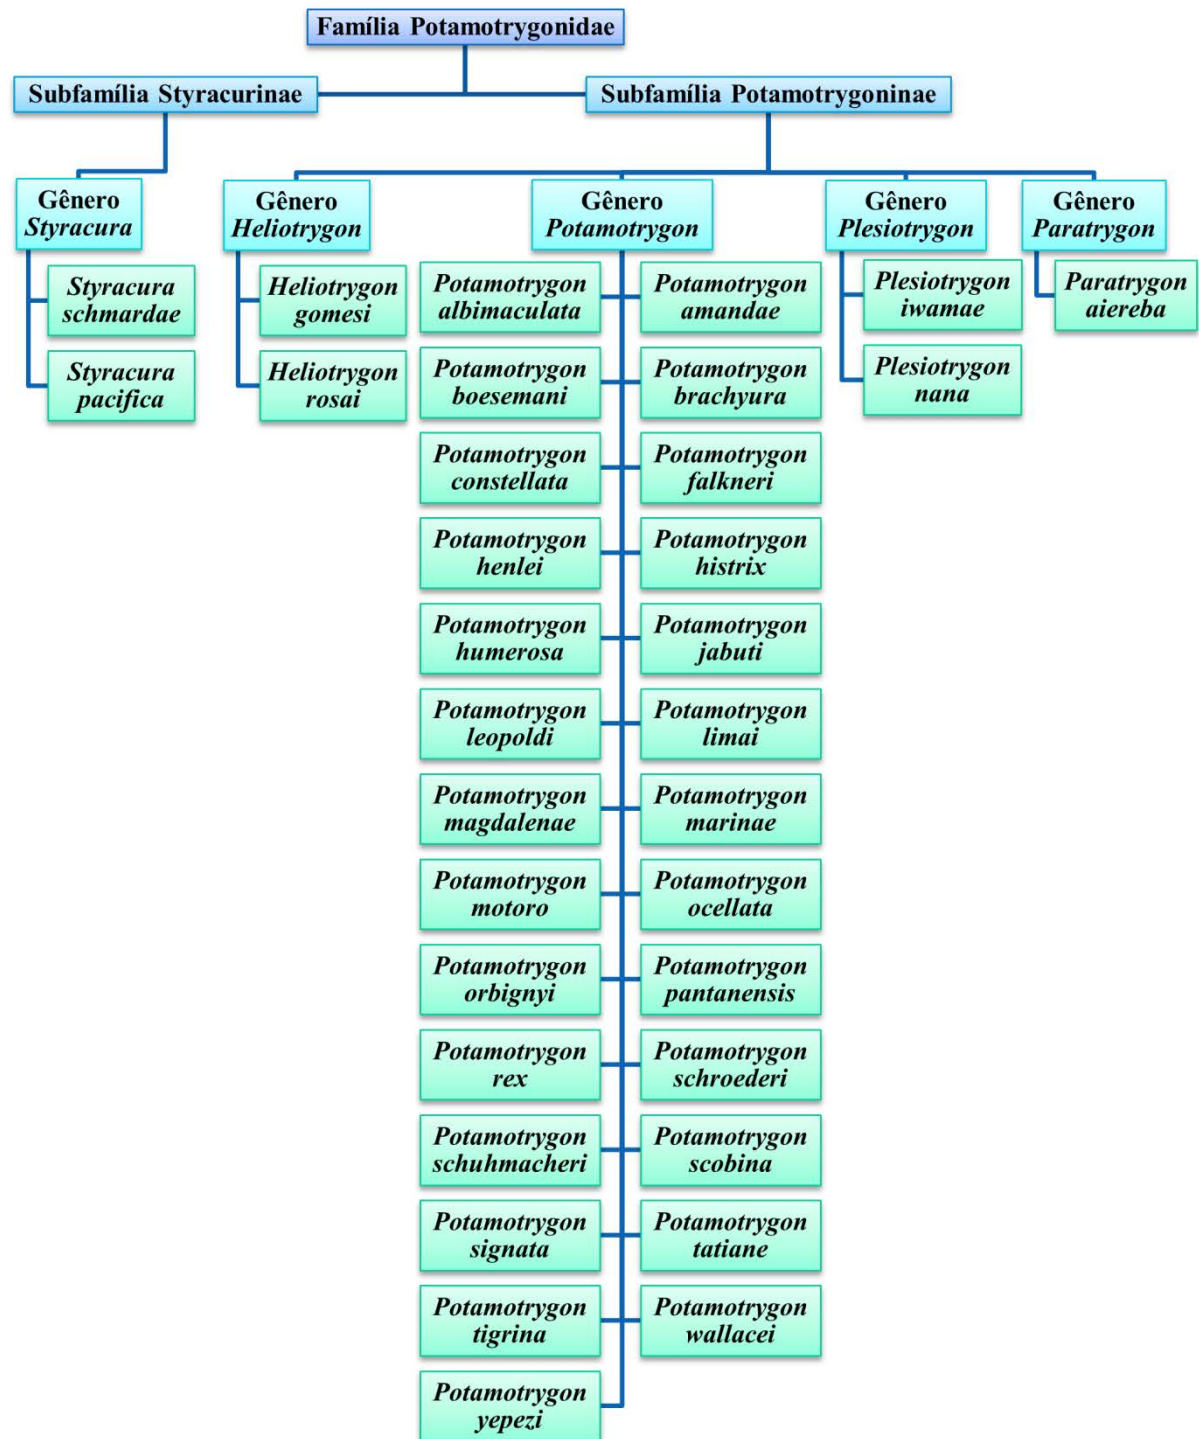 Família Potamotrygonidae
Subfamília Styracurinae
Subfamília Potamotrygoninae
Gênero
Styracura
Gênero
Heliotrygon
Gênero
Potamotrygon
Gênero
Plesiotrygon
Gênero
Paratrygon
Styracura
schmardae
Styracura
pacifica
Heliotrygon
gomesi
Heliotrygon
rosai
Potamotrygon
albimaculata
Potamotrygon
amandae
Potamotrygon
boesemani
Potamotrygon
brachyura
Potamotrygon
constellata
Potamotrygon
falkneri
Potamotrygon
henlei
Potamotrygon
histrix
Potamotrygon
humerosa
Potamotrygon
jabuti
Potamotrygon
leopoldi
Potamotrygon
limai
Potamotrygon
magdalenae
Potamotrygon
marinae
Potamotrygon
motoro
Potamotrygon
ocellata
Potamotrygon
orbignyi
Potamotrygon
pantanensis
Potamotrygon
rex
Potamotrygon
schroederi
Potamotrygon
schuhmacheri
Potamotrygon
scobina
Potamotrygon
signata
Potamotrygon
tatiane
Potamotrygon
tigrina
Potamotrygon
wallacei
Potamotrygon
yepezi
Plesiotrygon
iwamae
Plesiotrygon
nana
Paratrygon
aiereba